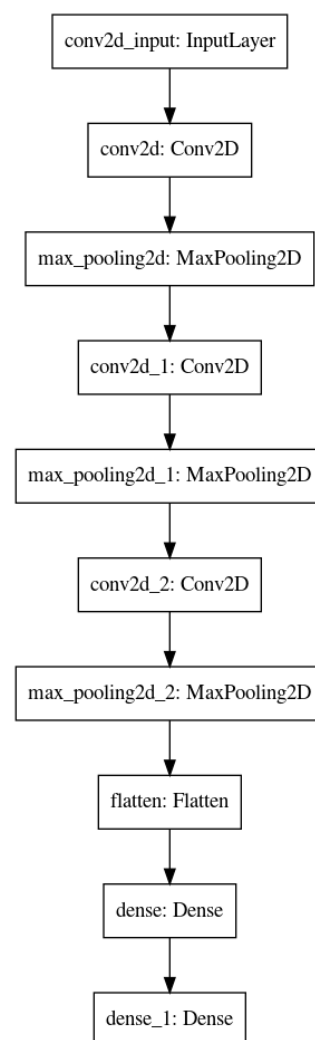 conv2d_input: InputLayer
conv2d: Conv2D
max_pooling2d: MaxPooling2D
conv2d_1: Conv2D
max_pooling2d_1: MaxPooling2D
conv2d_2: Conv2D
max_pooling2d_2: MaxPooling2D
flatten: Flatten
dense: Dense
dense_1: Dense